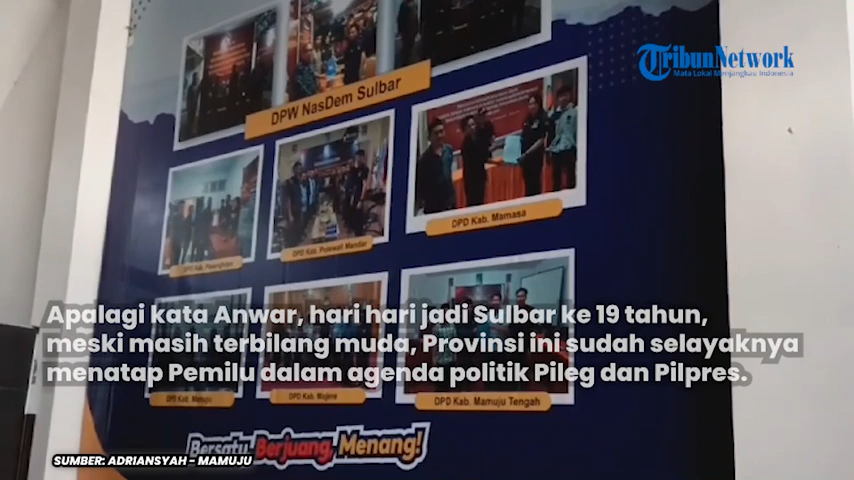 TribunNetwork
Mata Lokal Menjangkau Indonesia
DPW NasDem Sulbar
DPD Kab. Mamasa
DPD Kab. Polewali Mandar
DPD Kab.
Apalagi kata Anwar, hari hari jadi Sulbar ke 19 tahun,
meski masih terbilang muda, Provinsi ini sudah selayaknya
menatap Pemilu dalam agenda politik Pileg dan Pilpres.
DPD Kab. Mamuju
DPD Kab. Majene
DPD Kab. Mamuju Tengah
Bersatu, Berjuang, Menang!
SUMBER: ADRIANSYAH - MAMUJU